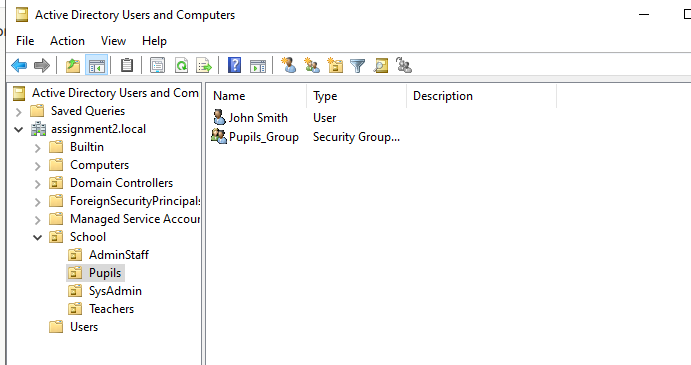 Active Directory Users and Computers
File Action View Help
Active Directory Users and Com
Saved Queries
assignment2.local
Builtin
Computers
Domain Controllers
ForeignSecurityPrincipals
Managed Service Accour
School
AdminStaff
Pupils
SysAdmin
Teachers
Users
Name Type Description
John Smith User
Pupils_Group Security Group...